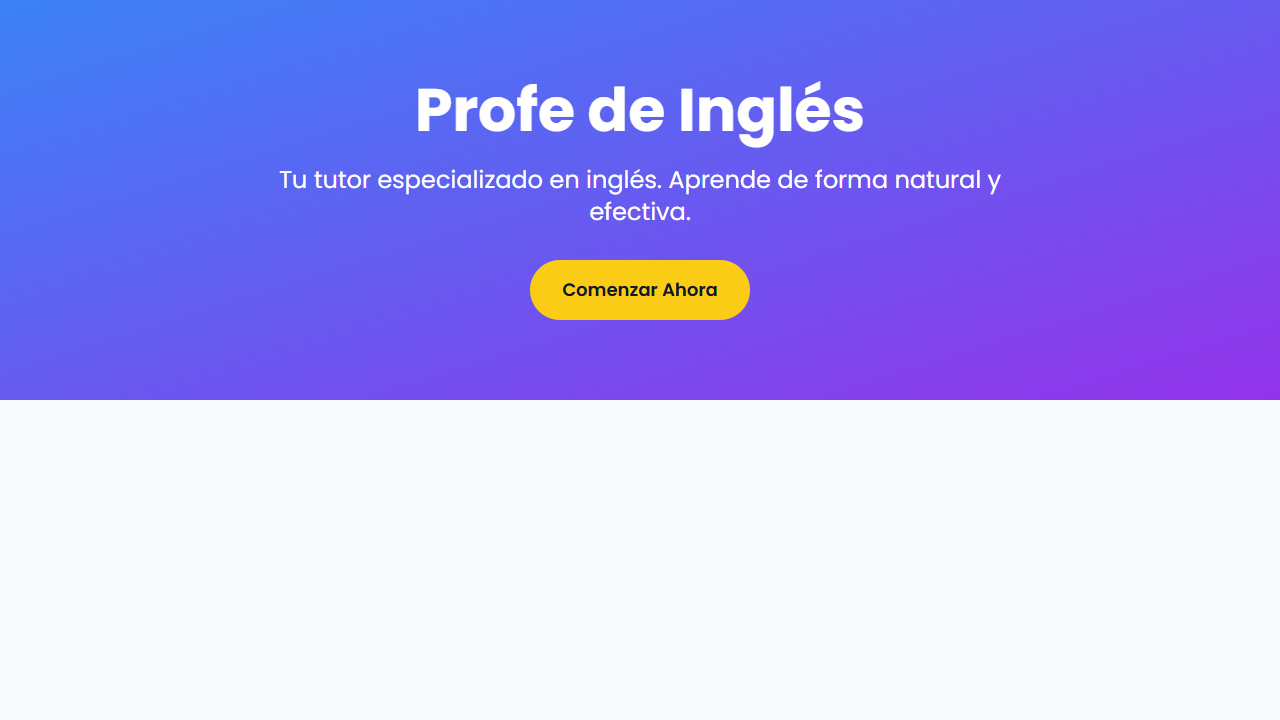 Profe de Inglés
Tu tutor especializado en inglés. Aprende de forma natural y
efectiva.
Comenzar Ahora